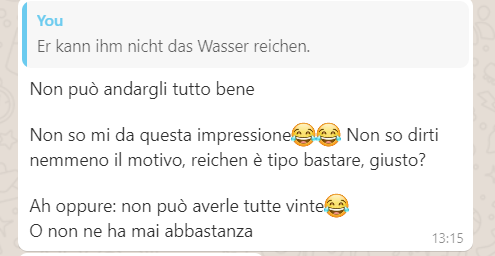 You
Er kann ihm nicht das Wasser reichen.
Non può andargli tutto bene
Non so mi da questa impressione😂😂 Non so dirti
nemmeno il motivo, reichen è tipo bastare, giusto?
Ah oppure: non può averle tutte vinte😂
O non ne ha mai abbastanza
13:15